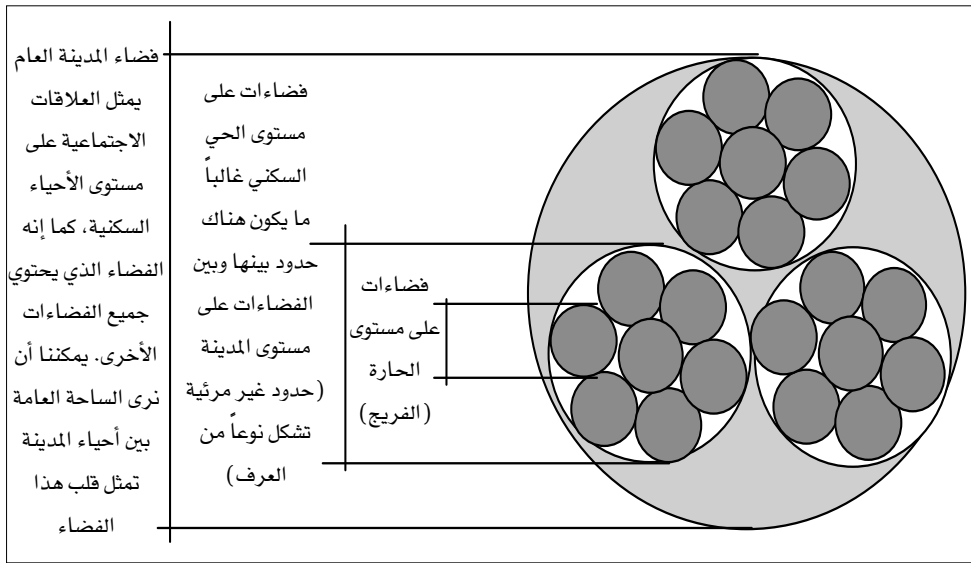 فضاءات
على مستوى
الحارة
(الفريج)
فضاءات على
مستوى الحي
السكني غالباً
ما يكون هناك
حدود بينها وبين
الفضاءات على
مستوى المدينة
(حدود غير مرئية
تشكل نوعاً من
العرف)
فضاء المدينة العام
يمثل العلاقات
الاجتماعية على
مستوى الأحياء
السكنية، كما إنه
الفضاء الذي يحتوي
جميع الفضاءات
الأخرى. يمكننا أن
نرى الساحة العامة
بين أحياء المدينة
تمثل قلب هذا
الفضاء